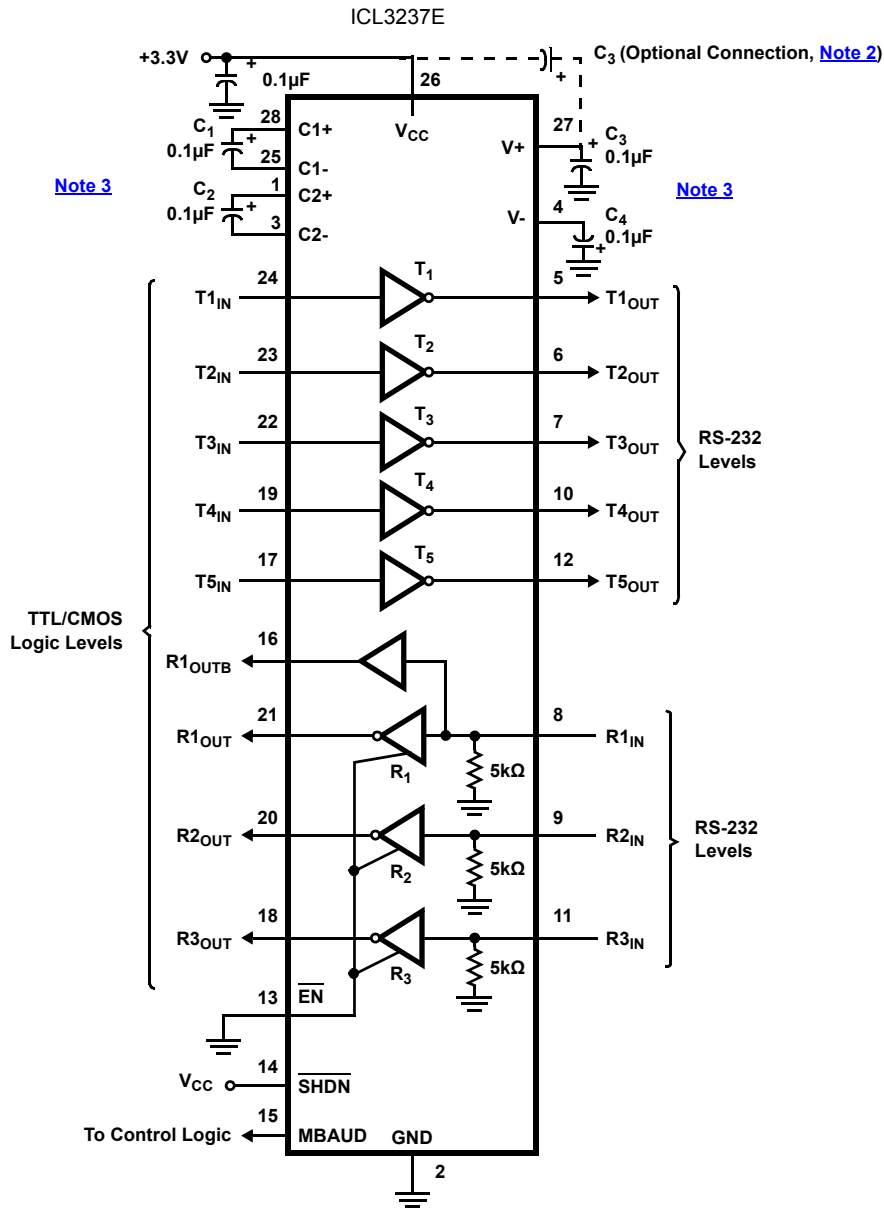 ICL3237E
+3.3V
+
0.1µF
26
C3 (Optional Connection, Note 2)
+
VCC
C1
0.1µF
+
28
C1+
25
C1-
C2
0.1µF
+
1
C2+
3
C2-
Note 3
27
V+
+
C3
0.1µF
4
V-
C4
0.1µF
+
Note 3
T1IN
24
T1
5
T1OUT
T2IN
23
T2
6
T2OUT
T3IN
22
T3
7
T3OUT
T4IN
19
T4
10
T4OUT
T5IN
17
T5
12
T5OUT
RS-232
Levels
TTL/CMOS
Logic Levels
R1OUTB
16
R1OUT
21
R1
5kΩ
8
R1IN
R2OUT
20
R2
5kΩ
9
R2IN
R3OUT
18
R3
5kΩ
11
R3IN
RS-232
Levels
13
EN
VCC
14
SHDN
To Control Logic
15
MBAUD
GND
2